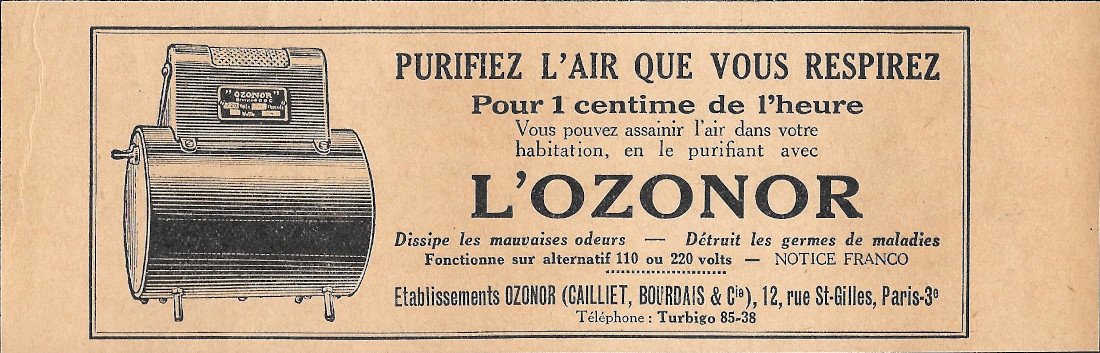 "OZONOR"
PURIFIEZ L'AIR QUE VOUS RESPIREZ
Pour 1 centime de l'heure
Vous pouvez assainir l'air dans votre
habitation, en le purifiant avec
L'OZONOR
Dissipe les mauvaises odeurs — Détruit les germes de maladies
Fonctionne sur alternatif 110 ou 220 volts — NOTICE FRANCO
Etablissements OZONOR (CAILLIET, BOURDAIS & Cie), 12, rue St-Gilles, Paris-3e
Téléphone : Turbigo 85-38